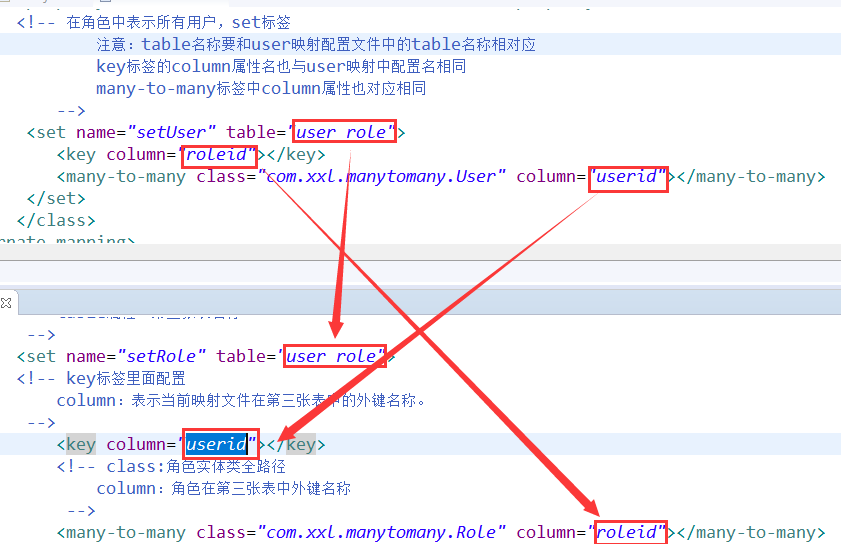 <!-- 在角色中表示所有用户，set标签
注意：table名称要和user映射配置文件中的table名称相对应
key标签的column属性名也与user映射中配置名相同
many-to-many标签中column属性也对应相同
-->
<set name="setUser" table="user_role">
<key column="roleid"></key>
<many-to-many class="com.xxl.manytomany.User" column="userid"></many-to-many>
</set>
</class>
-->
<set name="setRole" table="user_role">
<!-- key标签里面配置
column：表示当前映射文件在第三张表中的外键名称。
-->
<key column="userid"></key>
<!-- class:角色实体类全路径
column：角色在第三张表中外键名称
-->
<many-to-many class="com.xxl.manytomany.Role" column="roleid"></many-to-many>